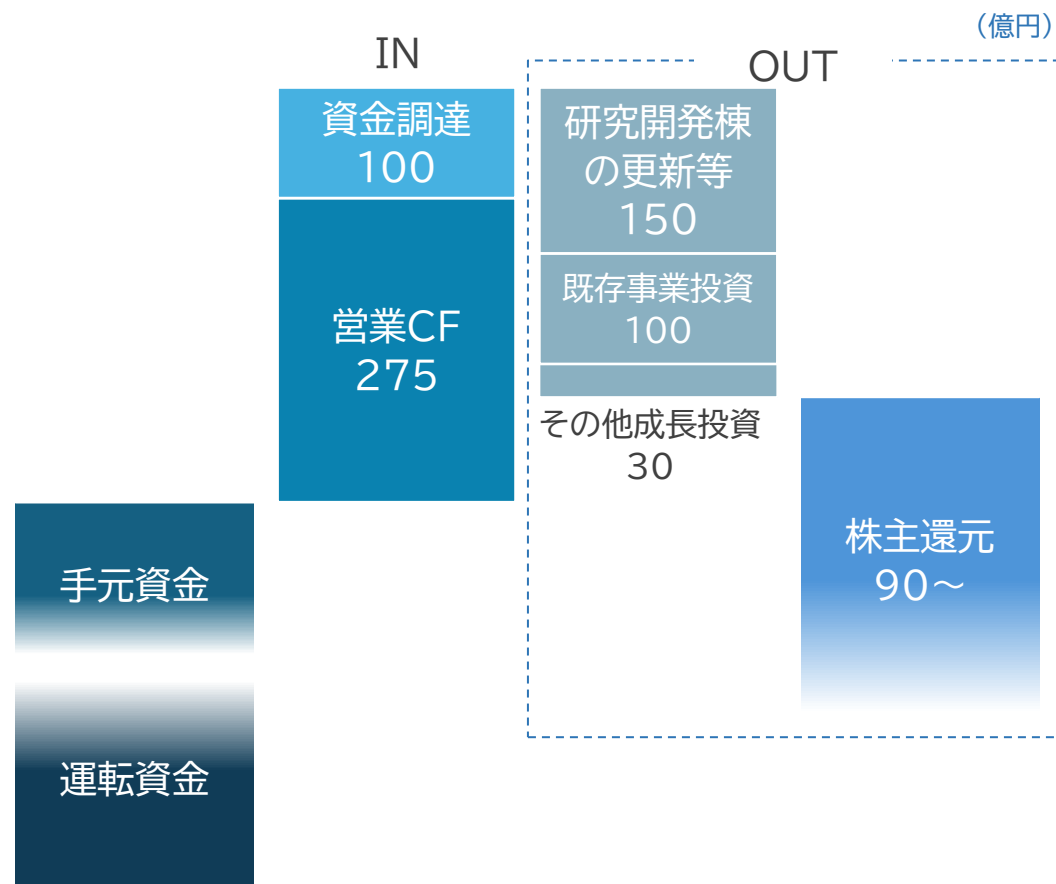 (億円)
IN
OUT
資金調達
100
営業CF
275
研究開発棟
の更新等
150
既存事業投資
100
その他成長投資
30
株主還元
90～
手元資金
運転資金